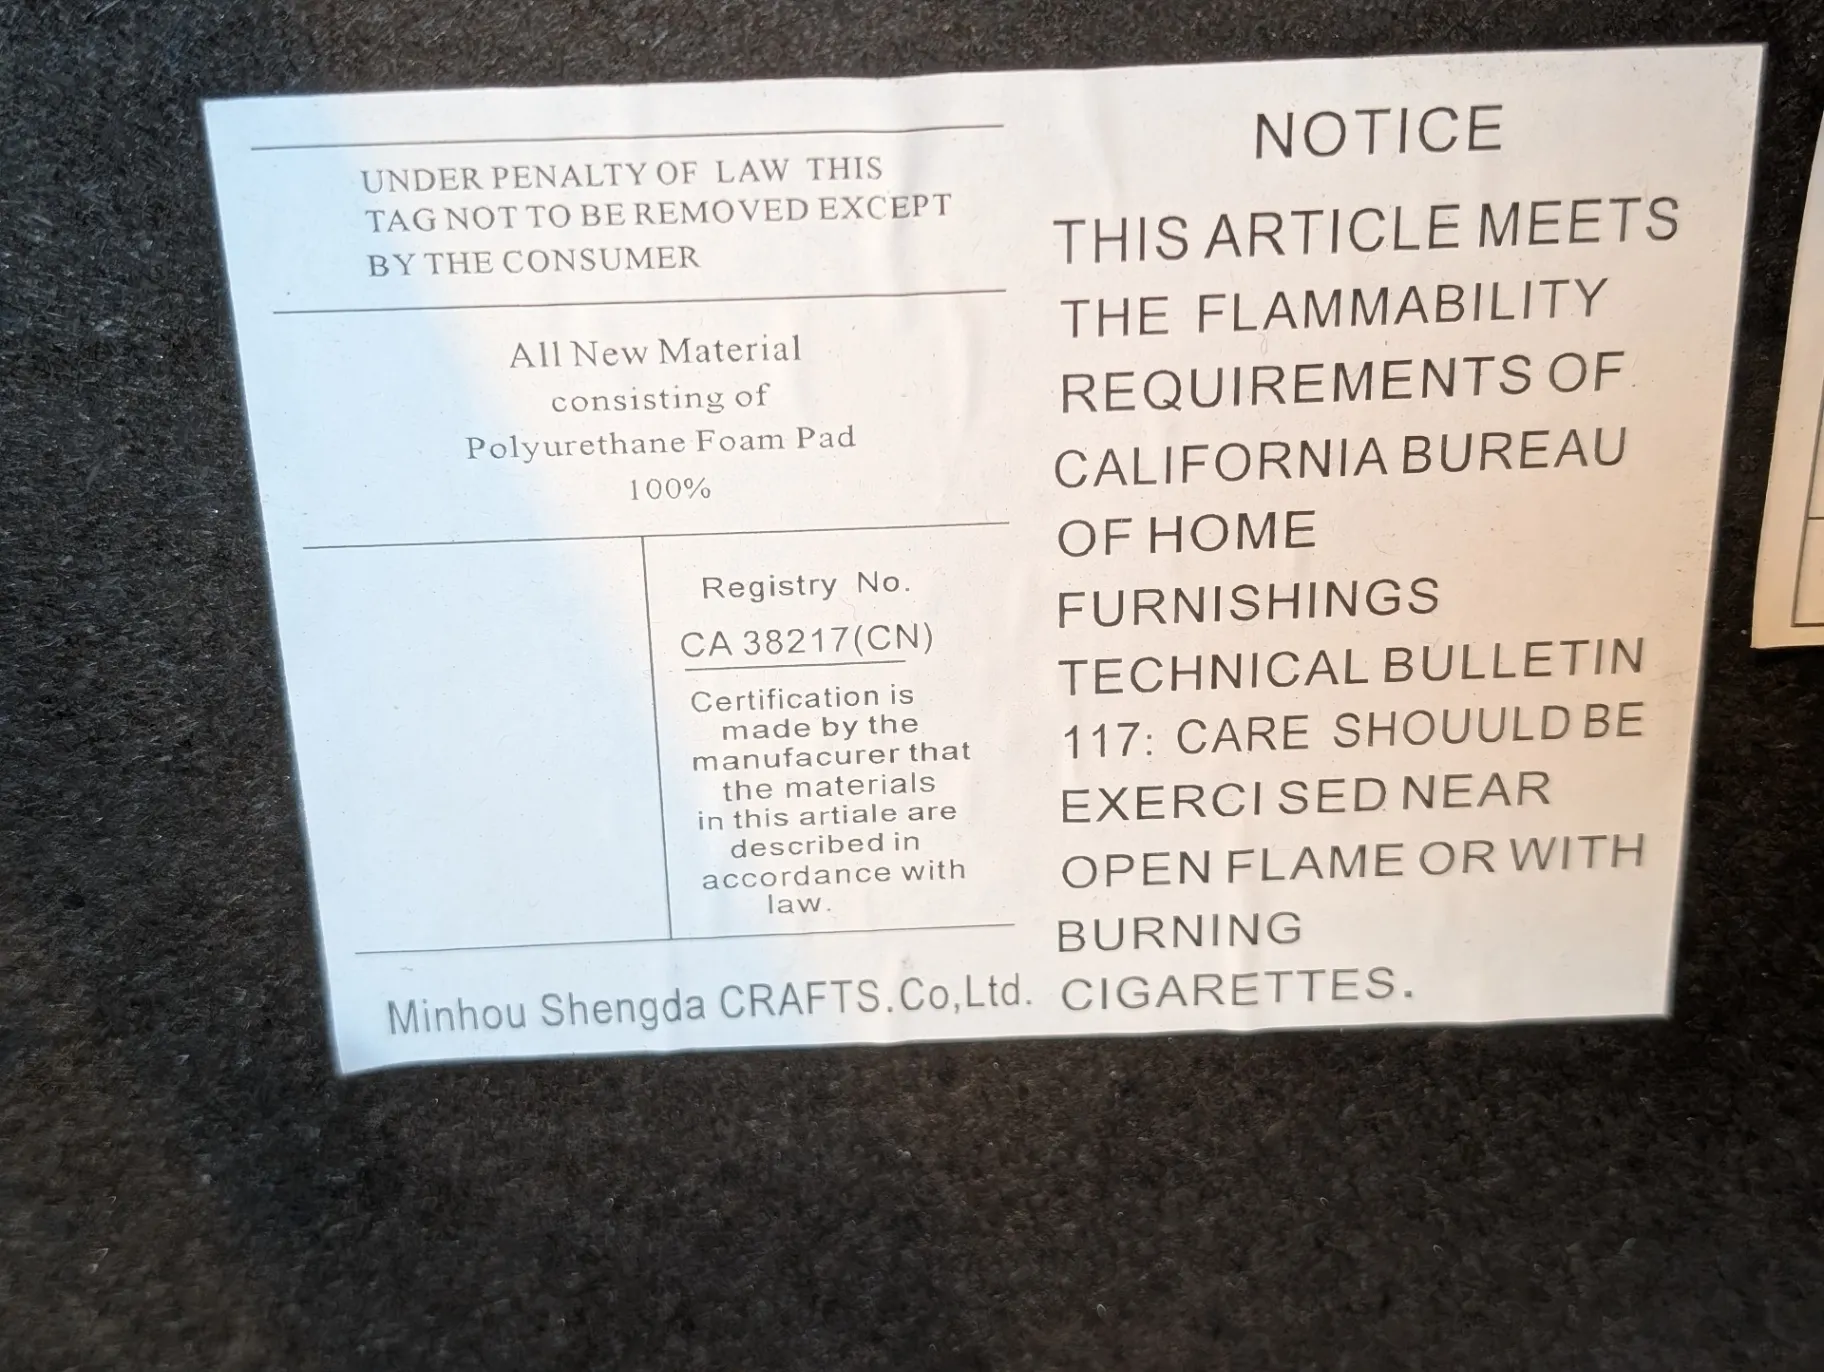 UNDER PENALTY OF LAW THIS
TAG NOT TO BE REMOVED EXCEPT
BY THE CONSUMER
All New Material
consisting of
Polyurethane Foam Pad
100%
Registry No.
CA 38217(CN)
Certification is
made by the
manufacurer that
the materials
in this artiale are
described in
accordance with
law.
Minhou Shengda CRAFTS.Co,Ltd.
NOTICE
THIS ARTICLE MEETS
THE FLAMMABILITY
REQUIREMENTS OF
CALIFORNIA BUREAU
OF HOME
FURNISHINGS
TECHNICAL BULLETIN
117: CARE SHOUULD BE
EXERCI SED NEAR
OPEN FLAME OR WITH
BURNING
CIGARETTES.